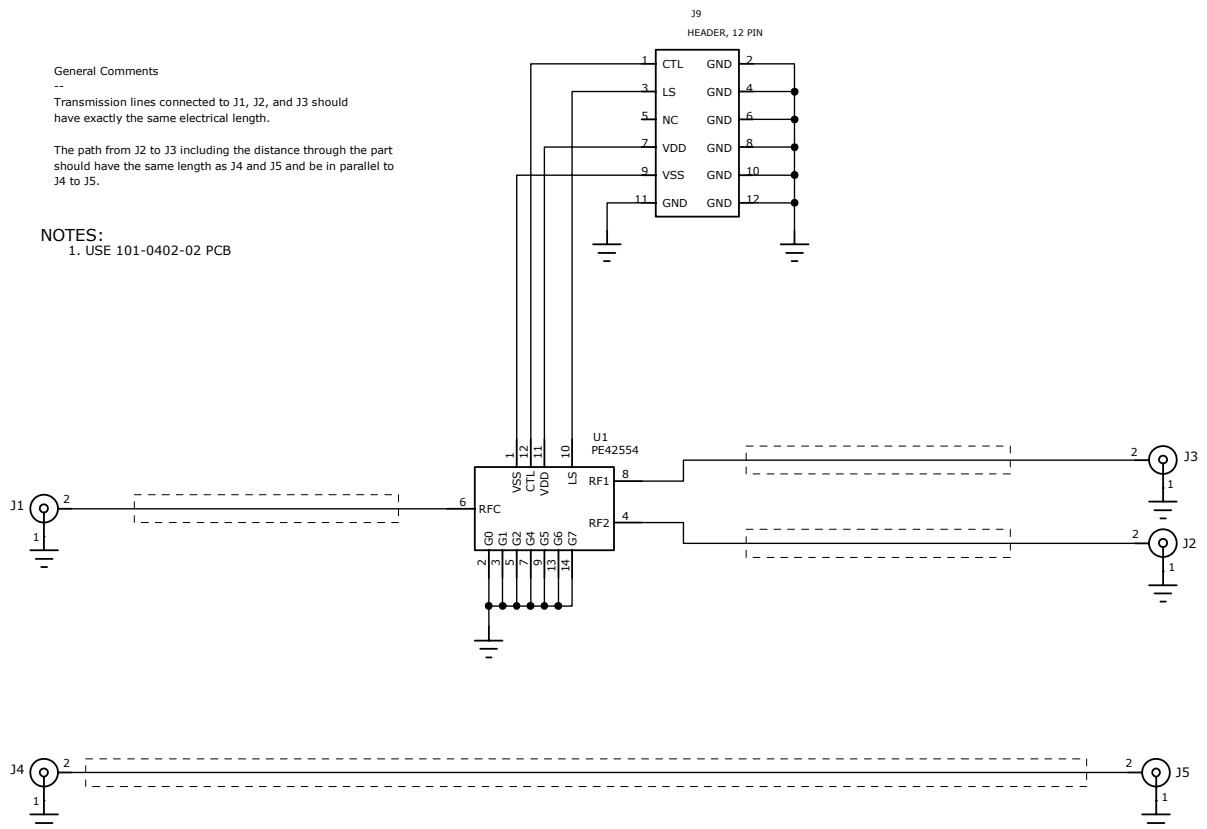 J9
HEADER, 12 PIN
General Comments
--
Transmission lines connected to J1, J2, and J3 should
have exactly the same electrical length.
The path from J2 to J3 including the distance through the part
should have the same length as J4 and J5 and be in parallel to
J4 to J5.
NOTES:
1. USE 101-0402-02 PCB
1 CTL GND 2
3 LS GND 4
5 NC GND 6
7 VDD GND 8
9 VSS GND 10
11 GND GND 12
U1
PE42554
1 12 11 10
VSS CTL VDD LS
RF1 8
RFC 6
RF2 4
G0 G1 G2 G4 G5 G6 G7
2 3 5 7 9 13 14
J1 2
1
2 J3
1
2 J2
1
J4 2
1
2 J5
1